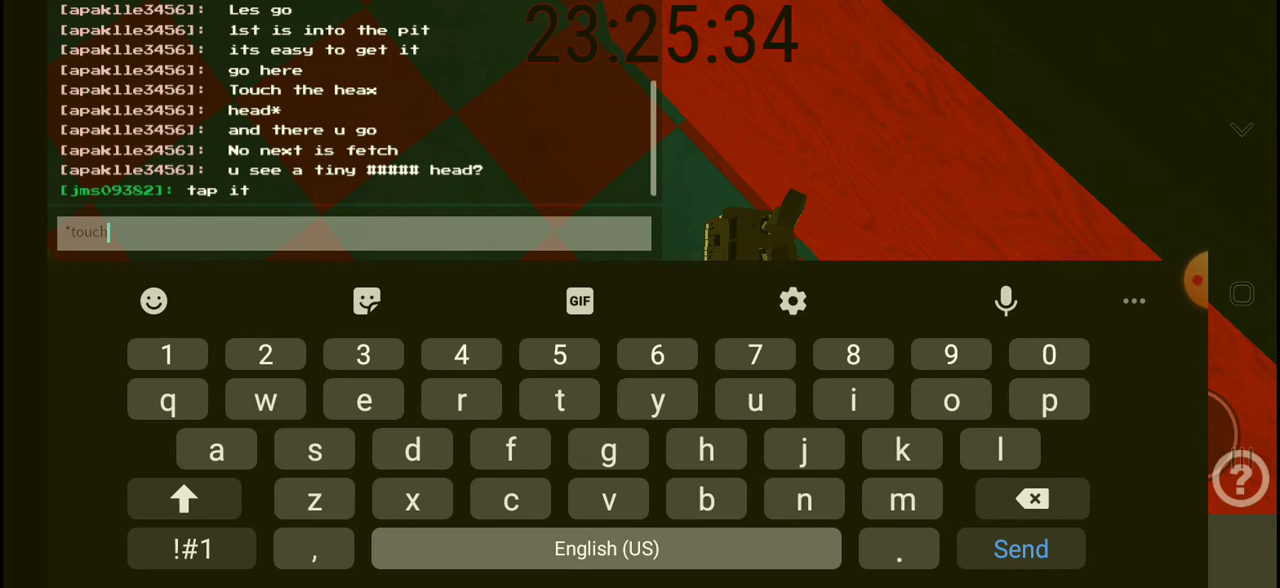 [apaklle3456]: Les go
[apaklle3456]: 1st is into the pit
[apaklle3456]: its easy to get it
[apaklle3456]: go here
[apaklle3456]: Touch the heax
[apaklle3456]: head*
[apaklle3456]: and there u go
[apaklle3456]: No next is fetch
[apaklle3456]: u see a tiny ##### head?
[jms09382]: tap it
*touch
23:25:34
GIF
1 2 3 4 5 6 7 8 9 0
q w e r t y u i o p
a s d f g h j k l
z x c v b n m
!#1 , English (US) . Send
?